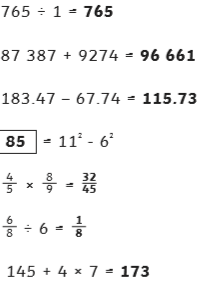 765 ÷ 1 = 765
87 387 + 9274 = 96 661
183.47 – 67.74 = 115.73
85 = 11² - 6²
4/5 × 8/9 = 32/45
6/8 ÷ 6 = 1/8
145 + 4 × 7 = 173